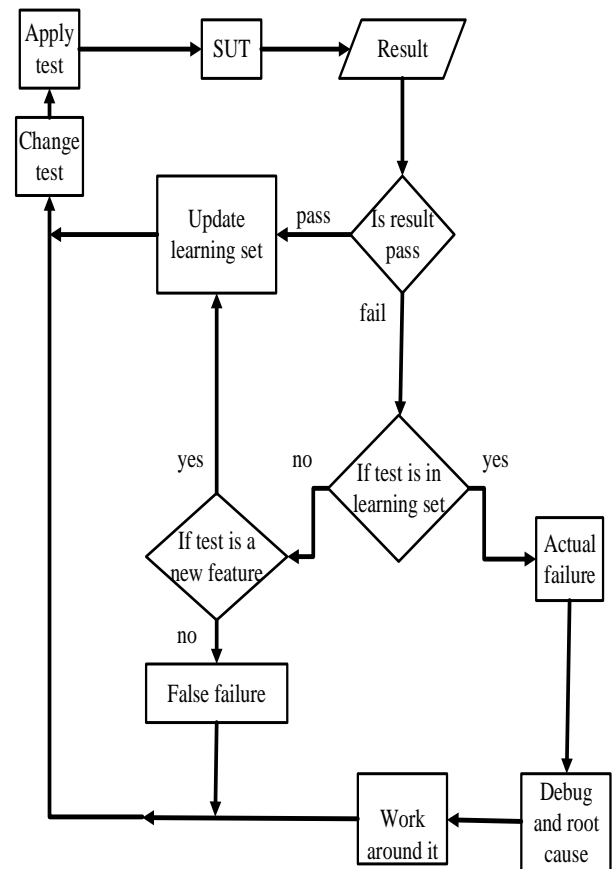 Apply
test
SUT
Result
Change
test
Update
learning set
pass
Is result
pass
fail
yes
no
If test is in
learning set
yes
If test is a
new feature
Actual
failure
no
False failure
Work
around it
Debug
and root
cause